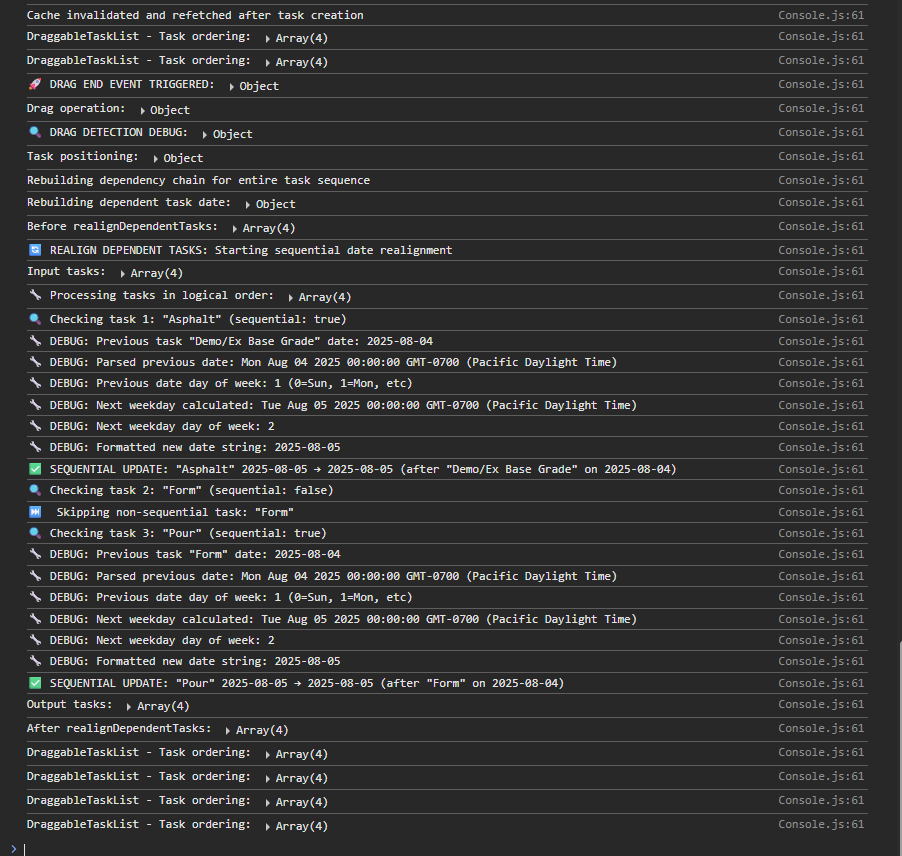 Cache invalidated and refetched after task creation Console.js:61
DraggableTaskList - Task ordering: ▸ Array(4) Console.js:61
DraggableTaskList - Task ordering: ▸ Array(4) Console.js:61
🚀 DRAG END EVENT TRIGGERED: ▸ Object Console.js:61
Drag operation: ▸ Object Console.js:61
🔍 DRAG DETECTION DEBUG: ▸ Object Console.js:61
Task positioning: ▸ Object Console.js:61
Rebuilding dependency chain for entire task sequence Console.js:61
Rebuilding dependent task date: ▸ Object Console.js:61
Before realignDependentTasks: ▸ Array(4) Console.js:61
🔄 REALIGN DEPENDENT TASKS: Starting sequential date realignment Console.js:61
Input tasks: ▸ Array(4) Console.js:61
🔧 Processing tasks in logical order: ▸ Array(4) Console.js:61
🔍 Checking task 1: "Asphalt" (sequential: true) Console.js:61
🔧 DEBUG: Previous task "Demo/Ex Base Grade" date: 2025-08-04 Console.js:61
🔧 DEBUG: Parsed previous date: Mon Aug 04 2025 00:00:00 GMT-0700 (Pacific Daylight Time) Console.js:61
🔧 DEBUG: Previous date day of week: 1 (0=Sun, 1=Mon, etc) Console.js:61
🔧 DEBUG: Next weekday calculated: Tue Aug 05 2025 00:00:00 GMT-0700 (Pacific Daylight Time) Console.js:61
🔧 DEBUG: Next weekday day of week: 2 Console.js:61
🔧 DEBUG: Formatted new date string: 2025-08-05 Console.js:61
✅ SEQUENTIAL UPDATE: "Asphalt" 2025-08-05 → 2025-08-05 (after "Demo/Ex Base Grade" on 2025-08-04) Console.js:61
🔍 Checking task 2: "Form" (sequential: false) Console.js:61
⏭️ Skipping non-sequential task: "Form" Console.js:61
🔍 Checking task 3: "Pour" (sequential: true) Console.js:61
🔧 DEBUG: Previous task "Form" date: 2025-08-04 Console.js:61
🔧 DEBUG: Parsed previous date: Mon Aug 04 2025 00:00:00 GMT-0700 (Pacific Daylight Time) Console.js:61
🔧 DEBUG: Previous date day of week: 1 (0=Sun, 1=Mon, etc) Console.js:61
🔧 DEBUG: Next weekday calculated: Tue Aug 05 2025 00:00:00 GMT-0700 (Pacific Daylight Time) Console.js:61
🔧 DEBUG: Next weekday day of week: 2 Console.js:61
🔧 DEBUG: Formatted new date string: 2025-08-05 Console.js:61
✅ SEQUENTIAL UPDATE: "Pour" 2025-08-05 → 2025-08-05 (after "Form" on 2025-08-04) Console.js:61
Output tasks: ▸ Array(4) Console.js:61
After realignDependentTasks: ▸ Array(4) Console.js:61
DraggableTaskList - Task ordering: ▸ Array(4) Console.js:61
DraggableTaskList - Task ordering: ▸ Array(4) Console.js:61
DraggableTaskList - Task ordering: ▸ Array(4) Console.js:61
DraggableTaskList - Task ordering: ▸ Array(4) Console.js:61
>